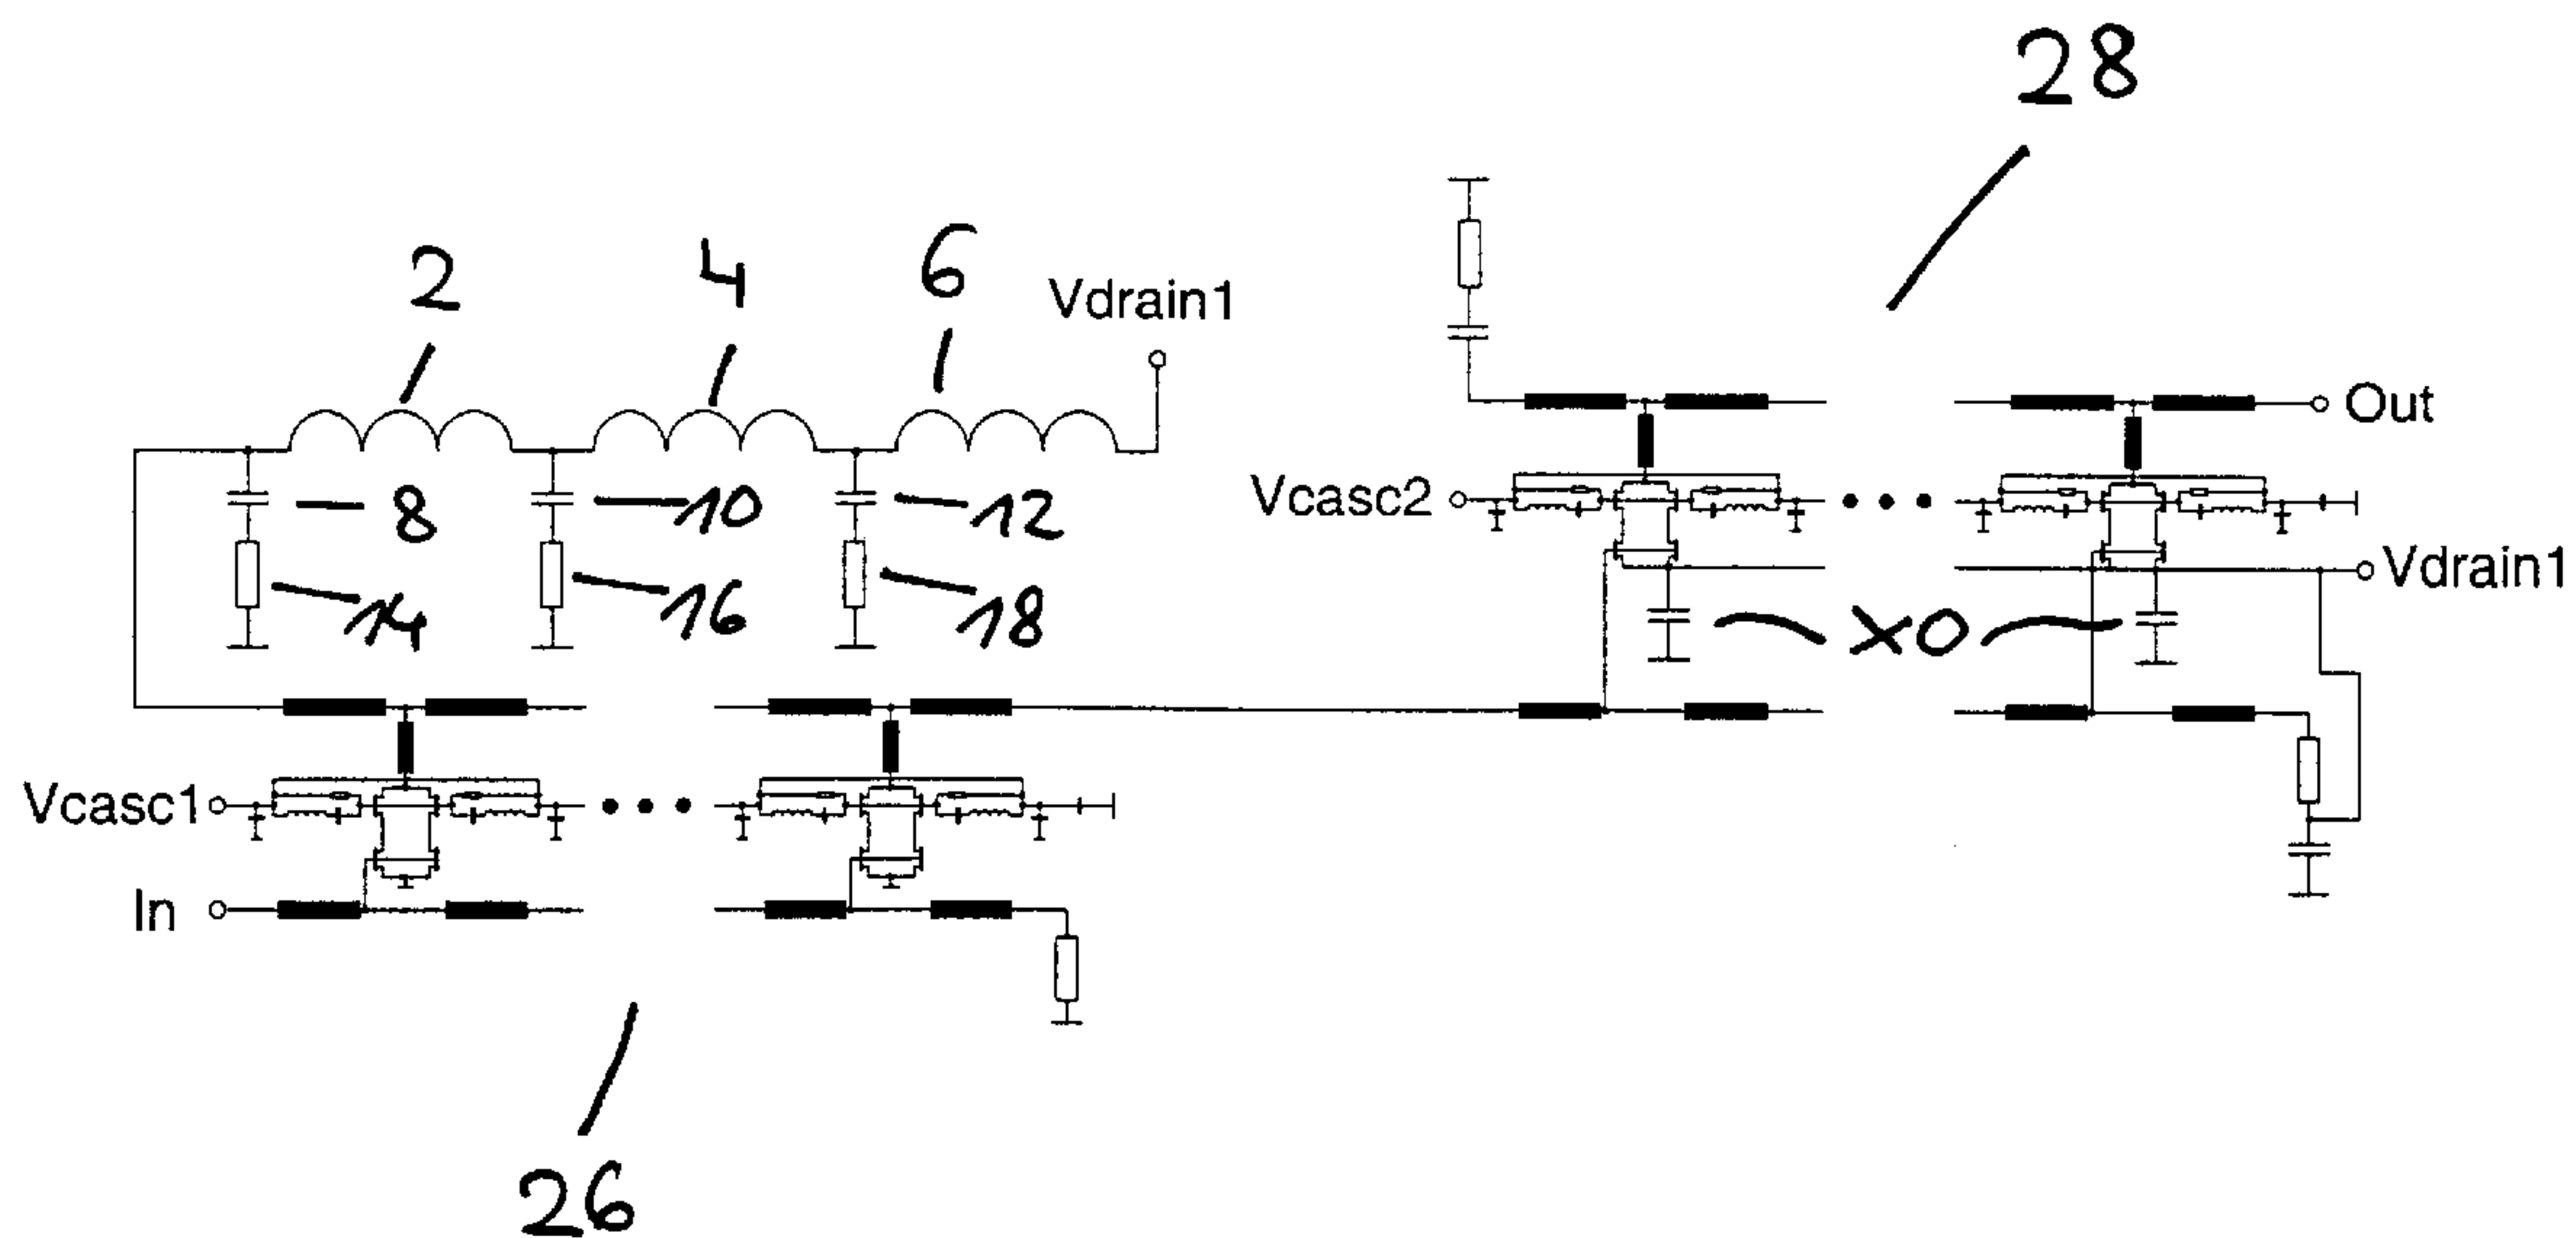 28
2 4 6 Vdrain1
Out
8 10 12 Vcasc2
14 16 18 X0 Vdrain1
Vcasc1
In
26